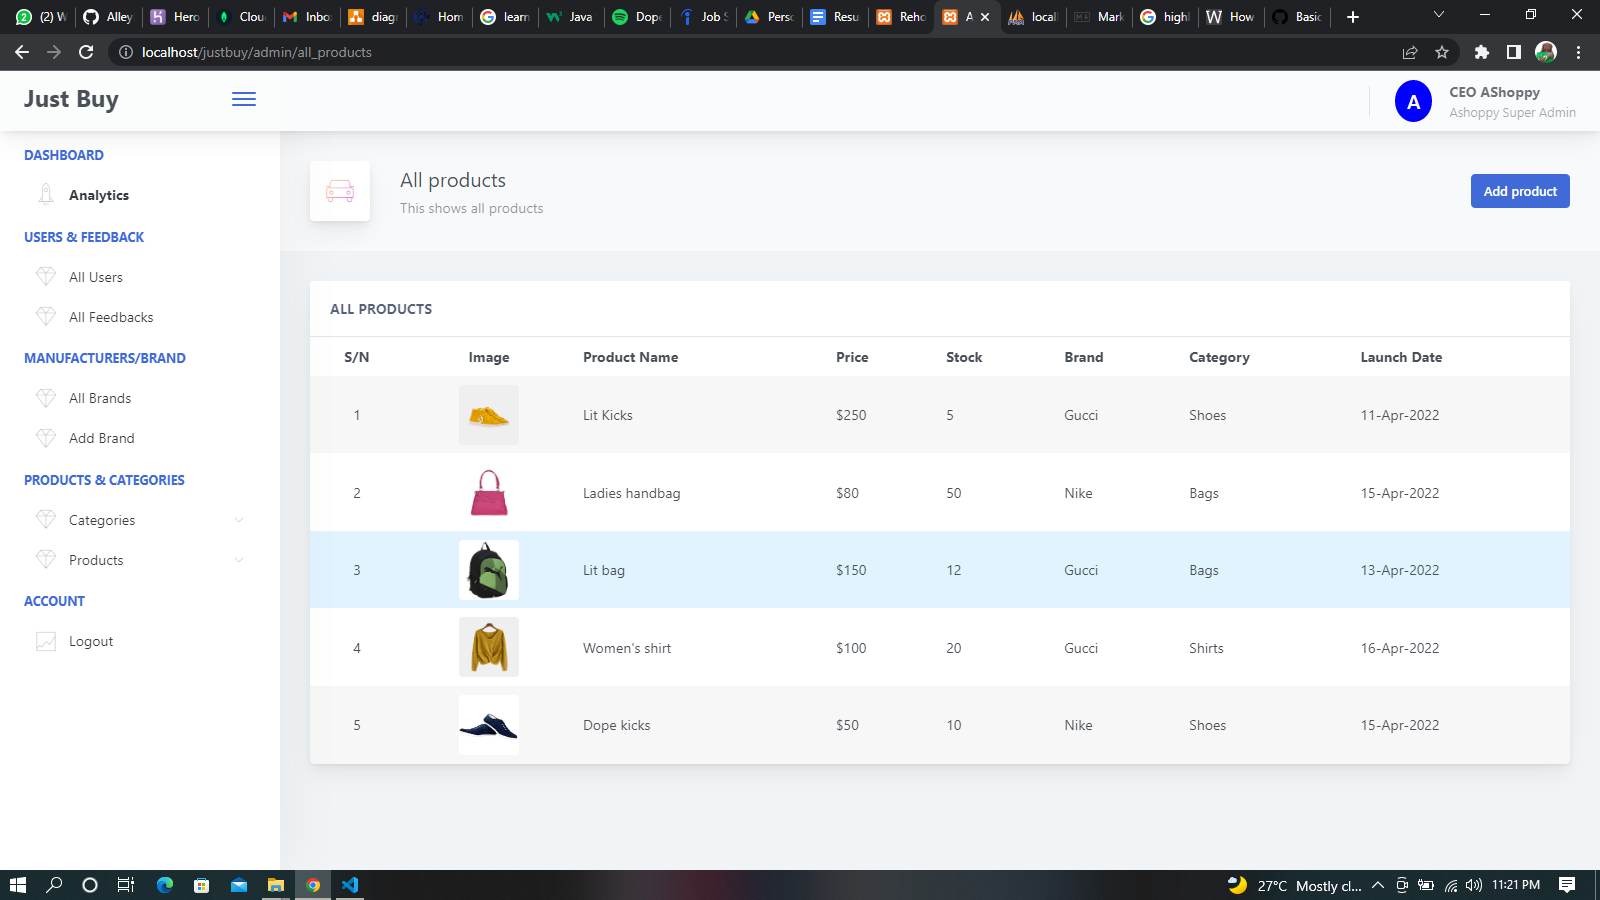 (2) W
Alley
Hero
Clou
Inbo
diag
Hom
learn
Java
Dope
Job S
Perso
Resu
Reho
A
local
Mark
highl
How
Basic
localhost/justbuy/admin/all_products
Just Buy
A
CEO AShoppy
Ashoppy Super Admin
DASHBOARD
Analytics
USERS & FEEDBACK
All Users
All Feedbacks
MANUFACTURERS/BRAND
All Brands
Add Brand
PRODUCTS & CATEGORIES
Categories
Products
ACCOUNT
Logout
All products
This shows all products
Add product
ALL PRODUCTS
S/N Image Product Name Price Stock Brand Category Launch Date
1 Lit Kicks $250 5 Gucci Shoes 11-Apr-2022
2 Ladies handbag $80 50 Nike Bags 15-Apr-2022
3 Lit bag $150 12 Gucci Bags 13-Apr-2022
4 Women's shirt $100 20 Gucci Shirts 16-Apr-2022
5 Dope kicks $50 10 Nike Shoes 15-Apr-2022
27°C Mostly cl... 11:21 PM